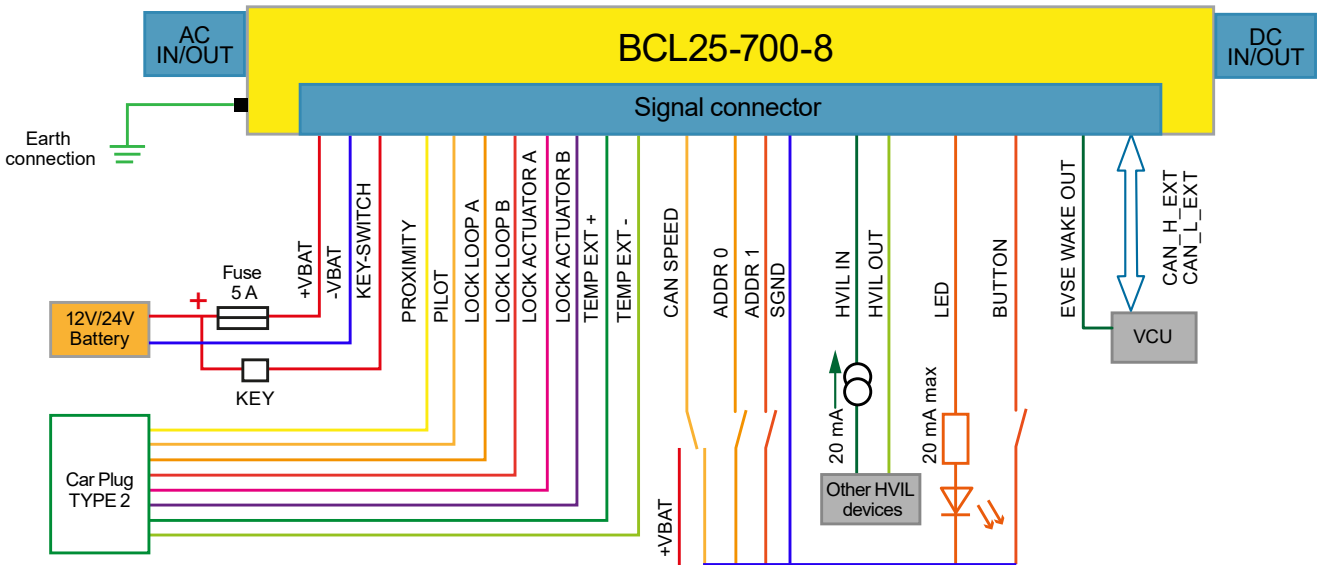 AC
IN/OUT
BCL25-700-8
DC
IN/OUT
Signal connector
Earth
connection
+VBAT
-VBAT
KEY-SWITCH
PROXIMITY
PILOT
LOCK LOOP A
LOCK LOOP B
LOCK ACTUATOR A
LOCK ACTUATOR B
TEMP EXT +
TEMP EXT -
CAN SPEED
ADDR 0
ADDR 1
SGND
HVIL IN
HVIL OUT
LED
BUTTON
EVSE WAKE OUT
CAN_H_EXT
CAN_L_EXT
Fuse
5 A
+
12V/24V
Battery
KEY
VCU
20 mA
20 mA max
Car Plug
TYPE 2
Other HVIL
devices
+VBAT